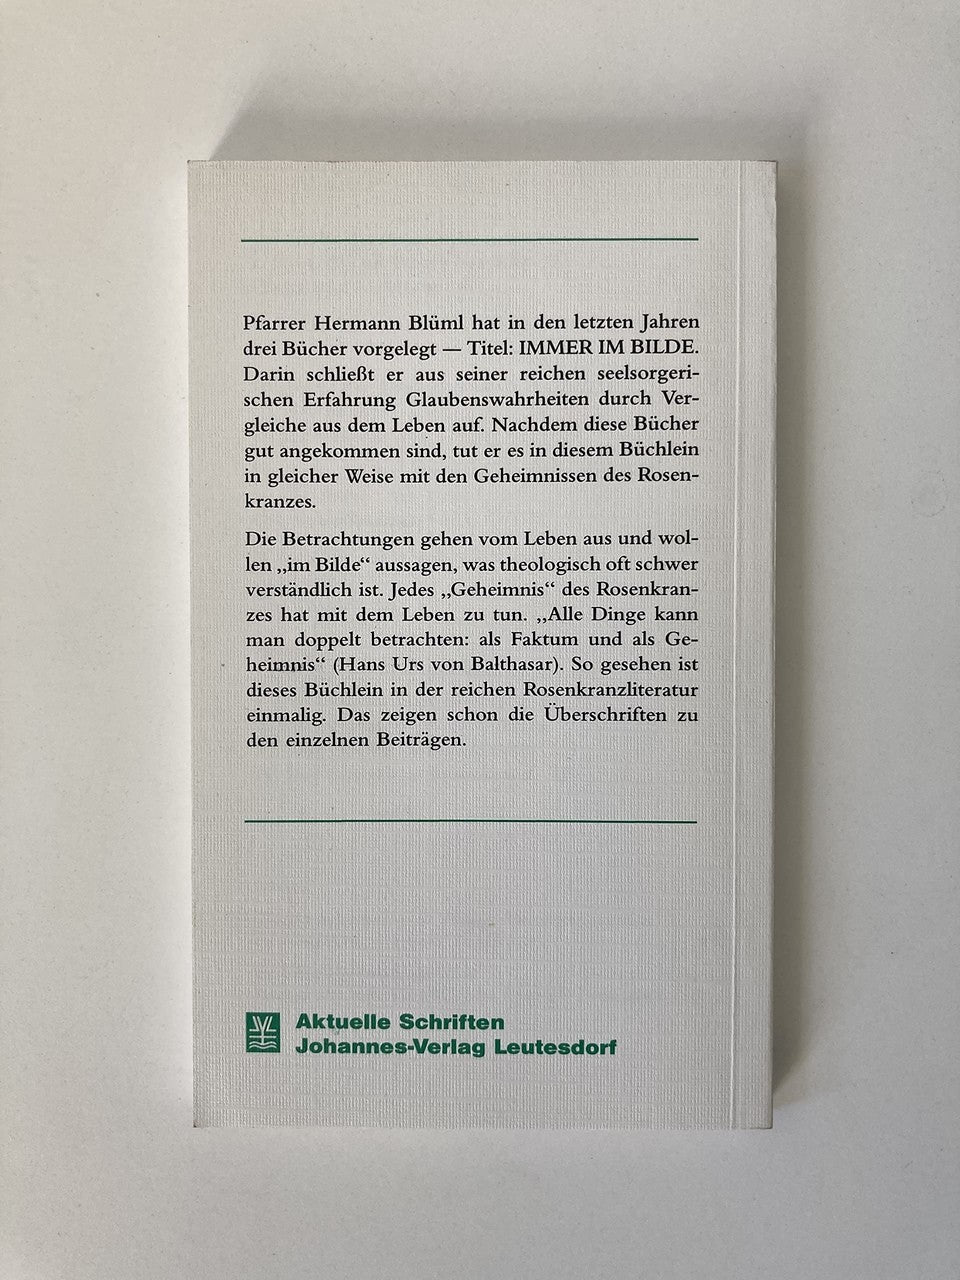 Pfarrer Hermann Blüml hat in den letzten Jahren
drei Bücher vorgelegt — Titel: IMMER IM BILDE.
Darin schließt er aus seiner reichen seelsorgeri-
schen Erfahrung Glaubenswahrheiten durch Ver-
gleiche aus dem Leben auf. Nachdem diese Bücher
gut angekommen sind, tut er es in diesem Büchlein
in gleicher Weise mit den Geheimnissen des Rosen-
kranzes.
Die Betrachtungen gehen vom Leben aus und wol-
len „im Bilde“ aussagen, was theologisch oft schwer
verständlich ist. Jedes „Geheimnis“ des Rosenkran-
zes hat mit dem Leben zu tun. „Alle Dinge kann
man doppelt betrachten: als Faktum und als Ge-
heimnis“ (Hans Urs von Balthasar). So gesehen ist
dieses Büchlein in der reichen Rosenkranzliteratur
einmalig. Das zeigen schon die Überschriften zu
den einzelnen Beiträgen.
Aktuelle Schriften
Johannes-Verlag Leutesdorf